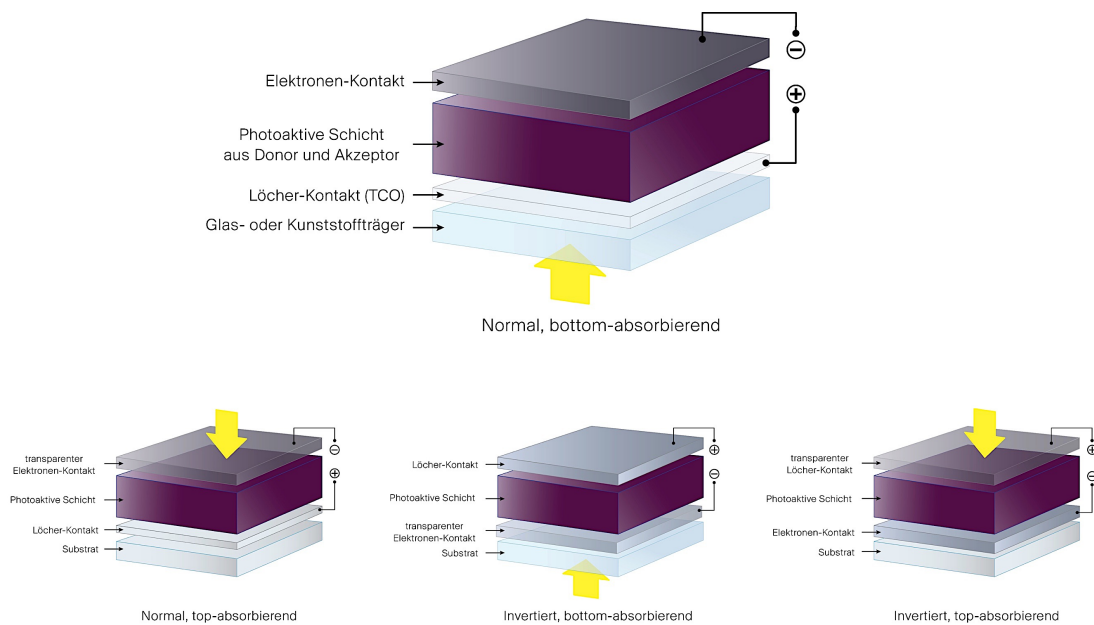 Elektronen-Kontakt
−
+
Photoaktive Schicht
aus Donor und Akzeptor
Löcher-Kontakt (TCO)
Glas- oder Kunststoffträger
Normal, bottom-absorbierend
transparenter
Elektronen-Kontakt
Photoaktive Schicht
Löcher-Kontakt
Substrat
−
+
Normal, top-absorbierend
Löcher-Kontakt
Photoaktive Schicht
transparenter
Elektronen-Kontakt
Substrat
+
−
Invertiert, bottom-absorbierend
transparenter
Löcher-Kontakt
Photoaktive Schicht
Elektronen-Kontakt
Substrat
+
−
Invertiert, top-absorbierend